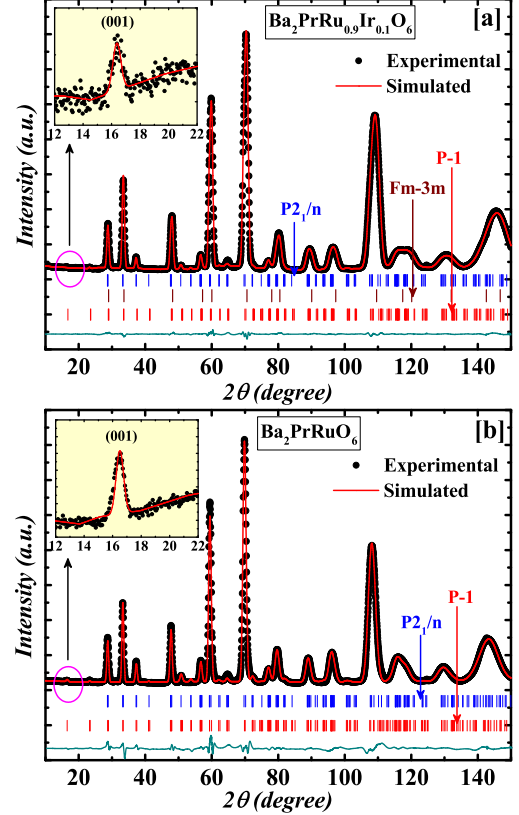 Ba₂PrRu₀.₉Ir₀.₁O₆
[a]
(001)
12 14 16 18 20 22
Experimental
Simulated
P-1
Fm-3m
P2₁/n
Intensity (a.u.)
20 40 60 80 100 120 140
2θ (degree)
Ba₂PrRuO₆
[b]
(001)
12 14 16 18 20 22
Experimental
Simulated
P-1
P2₁/n
Intensity (a.u.)
20 40 60 80 100 120 140
2θ (degree)